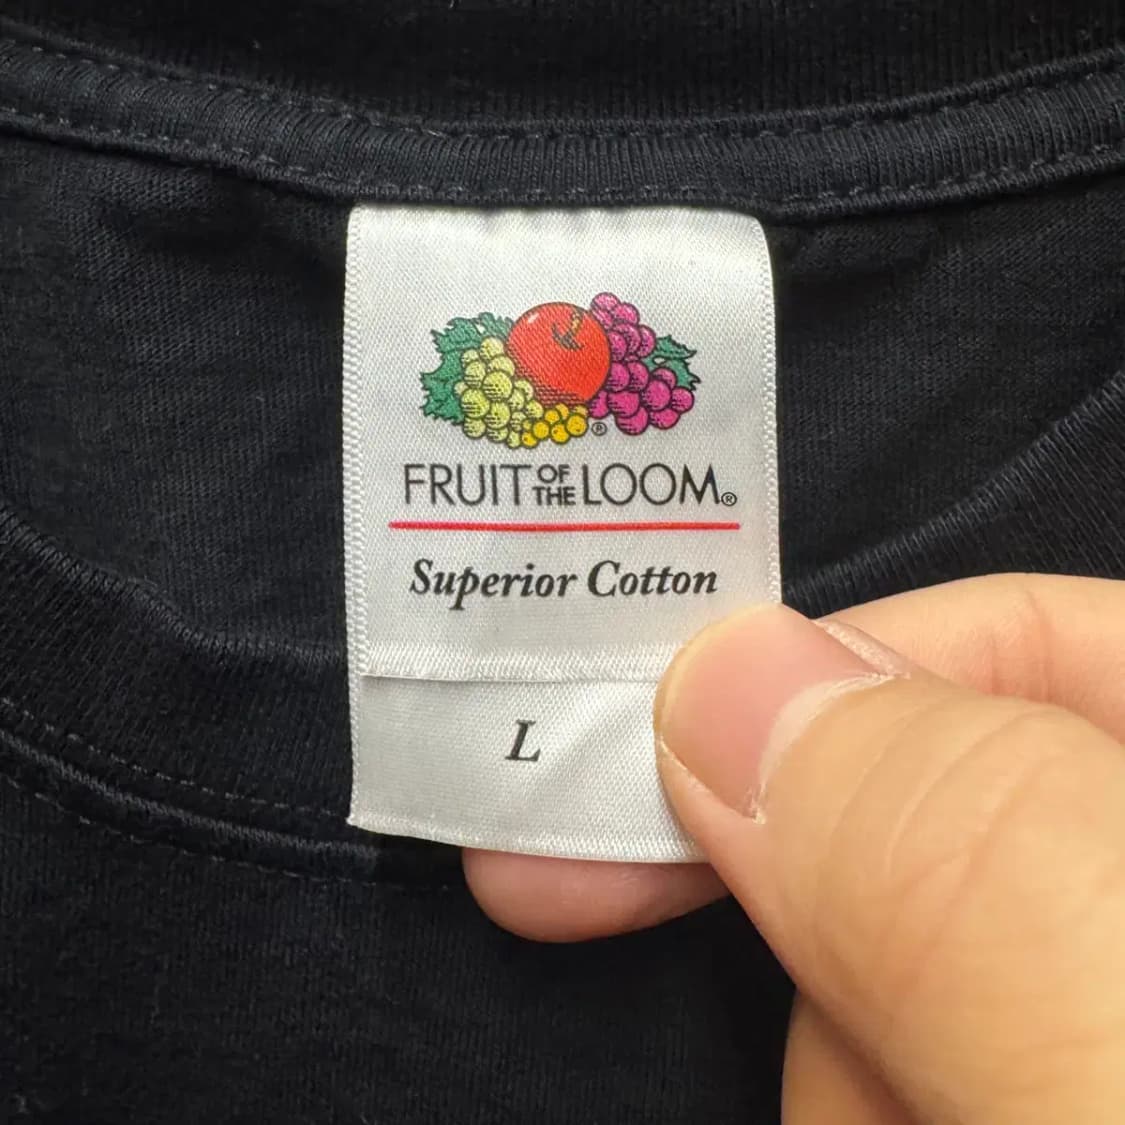 ®
FRUIT OF THE LOOM®
Superior Cotton
L